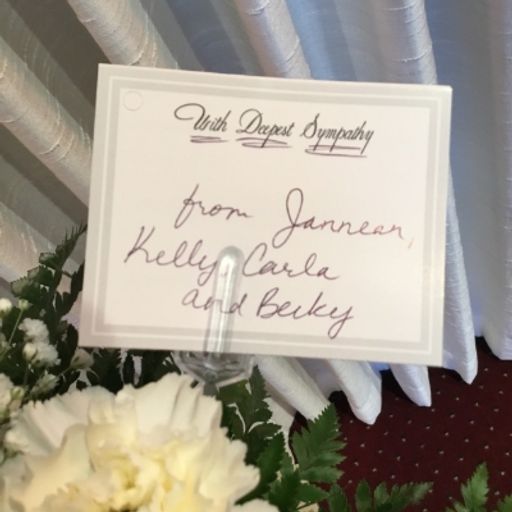 With Deepest Sympathy
from Jannean,
Kelly, Carla
and Becky